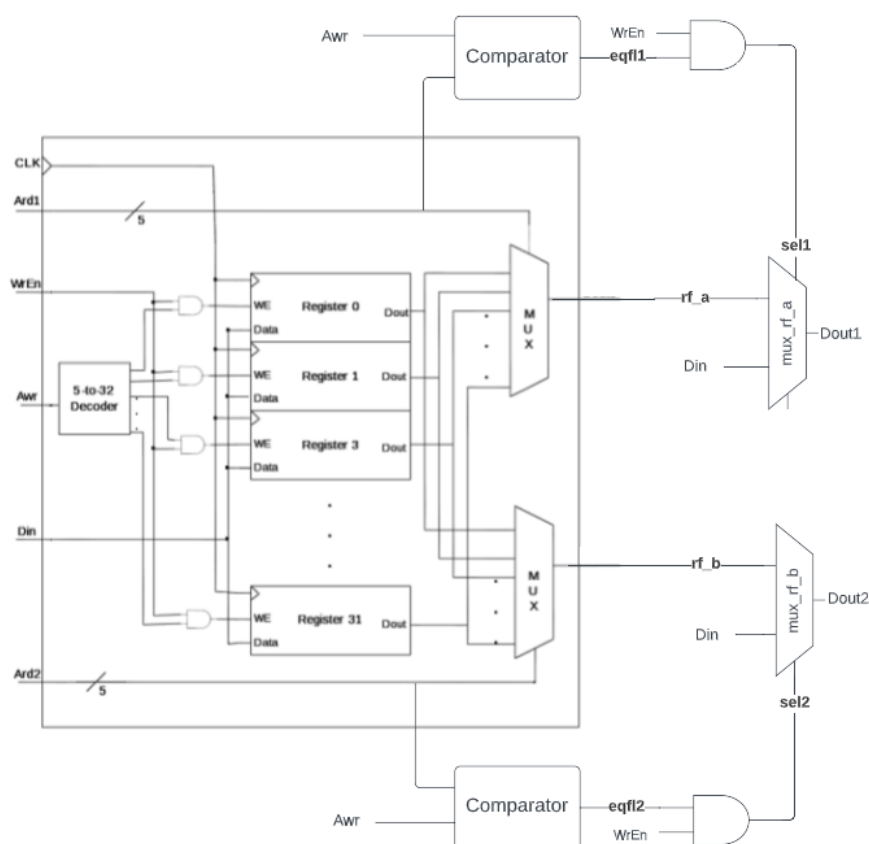 Awr
Comparator
WrEn
eqfl1
CLK
Ard1
5
sel1
WrEn
WE
Register 0
Dout
Data
MUX
rf_a
mux_rf_a
Dout1
Din
5-to-32
Decoder
Awr
WE
Register 1
Dout
Data
WE
Register 3
Dout
Data
Din
MUX
rf_b
mux_rf_b
Dout2
Din
WE
Register 31
Dout
Data
Ard2
5
sel2
Comparator
eqfl2
Awr
WrEn